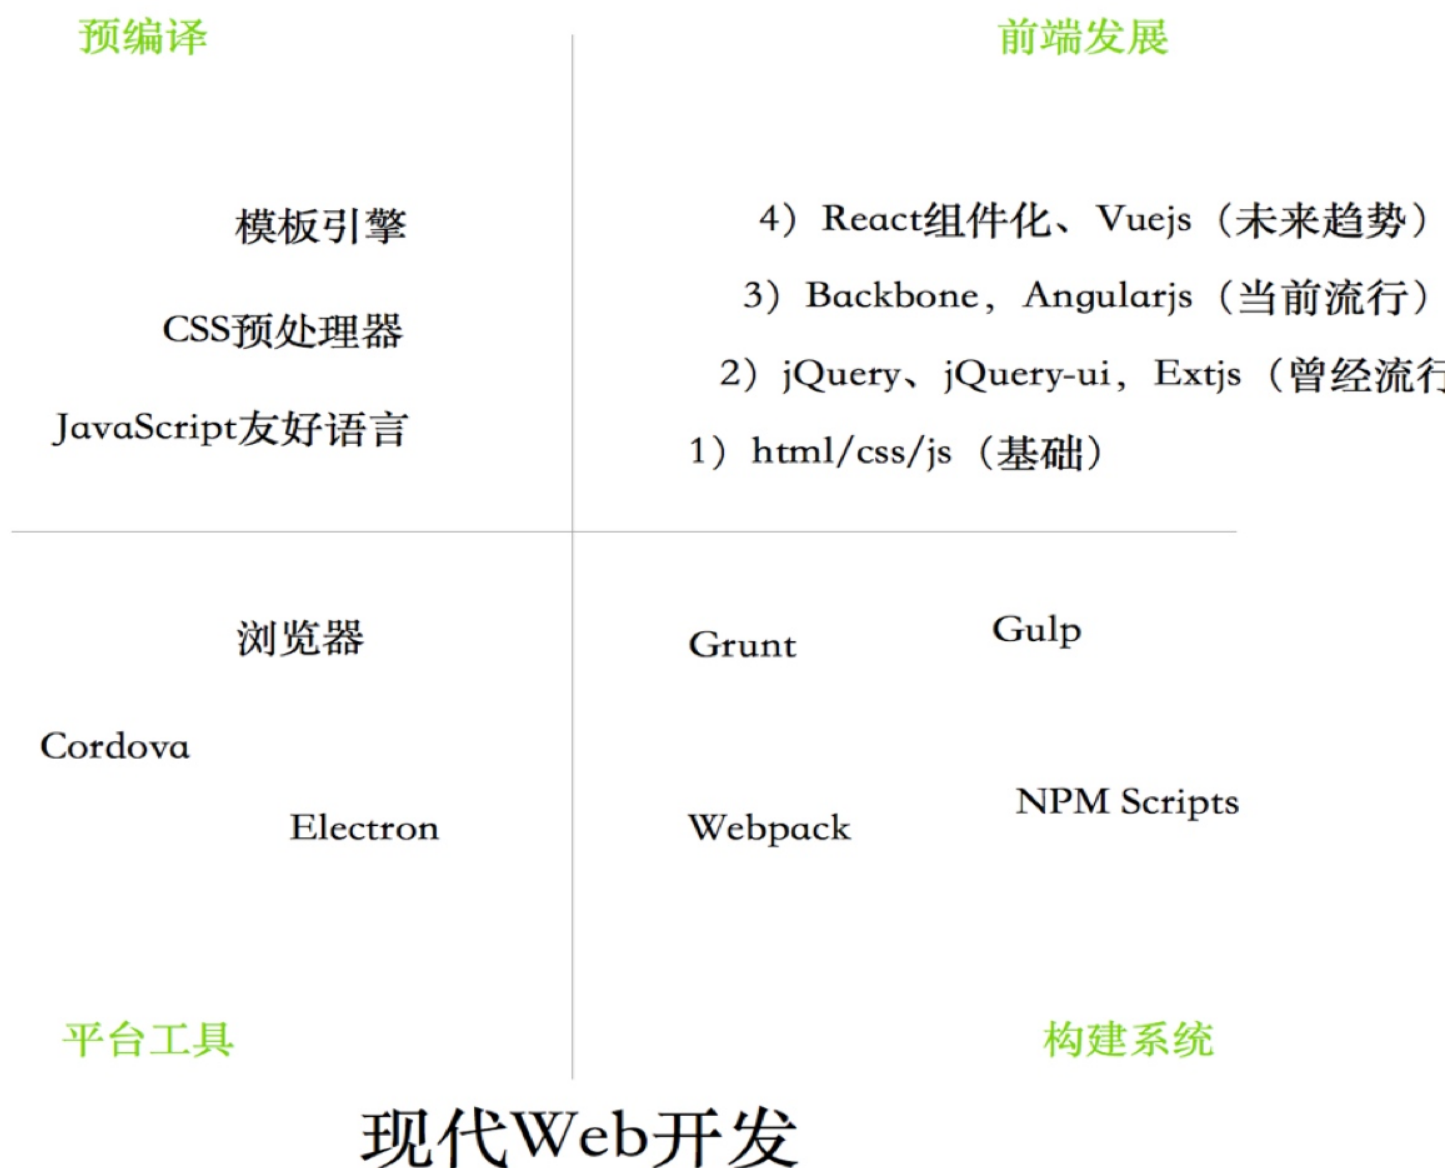 预编译
前端发展
模板引擎
CSS预处理器
JavaScript友好语言
4）React组件化、Vuejs（未来趋势）
3）Backbone，Angularjs（当前流行）
2）jQuery、jQuery-ui，Extjs（曾经流行
1）html/css/js（基础）
浏览器
Cordova
Electron
Grunt
Gulp
Webpack
NPM Scripts
平台工具
构建系统
现代Web开发